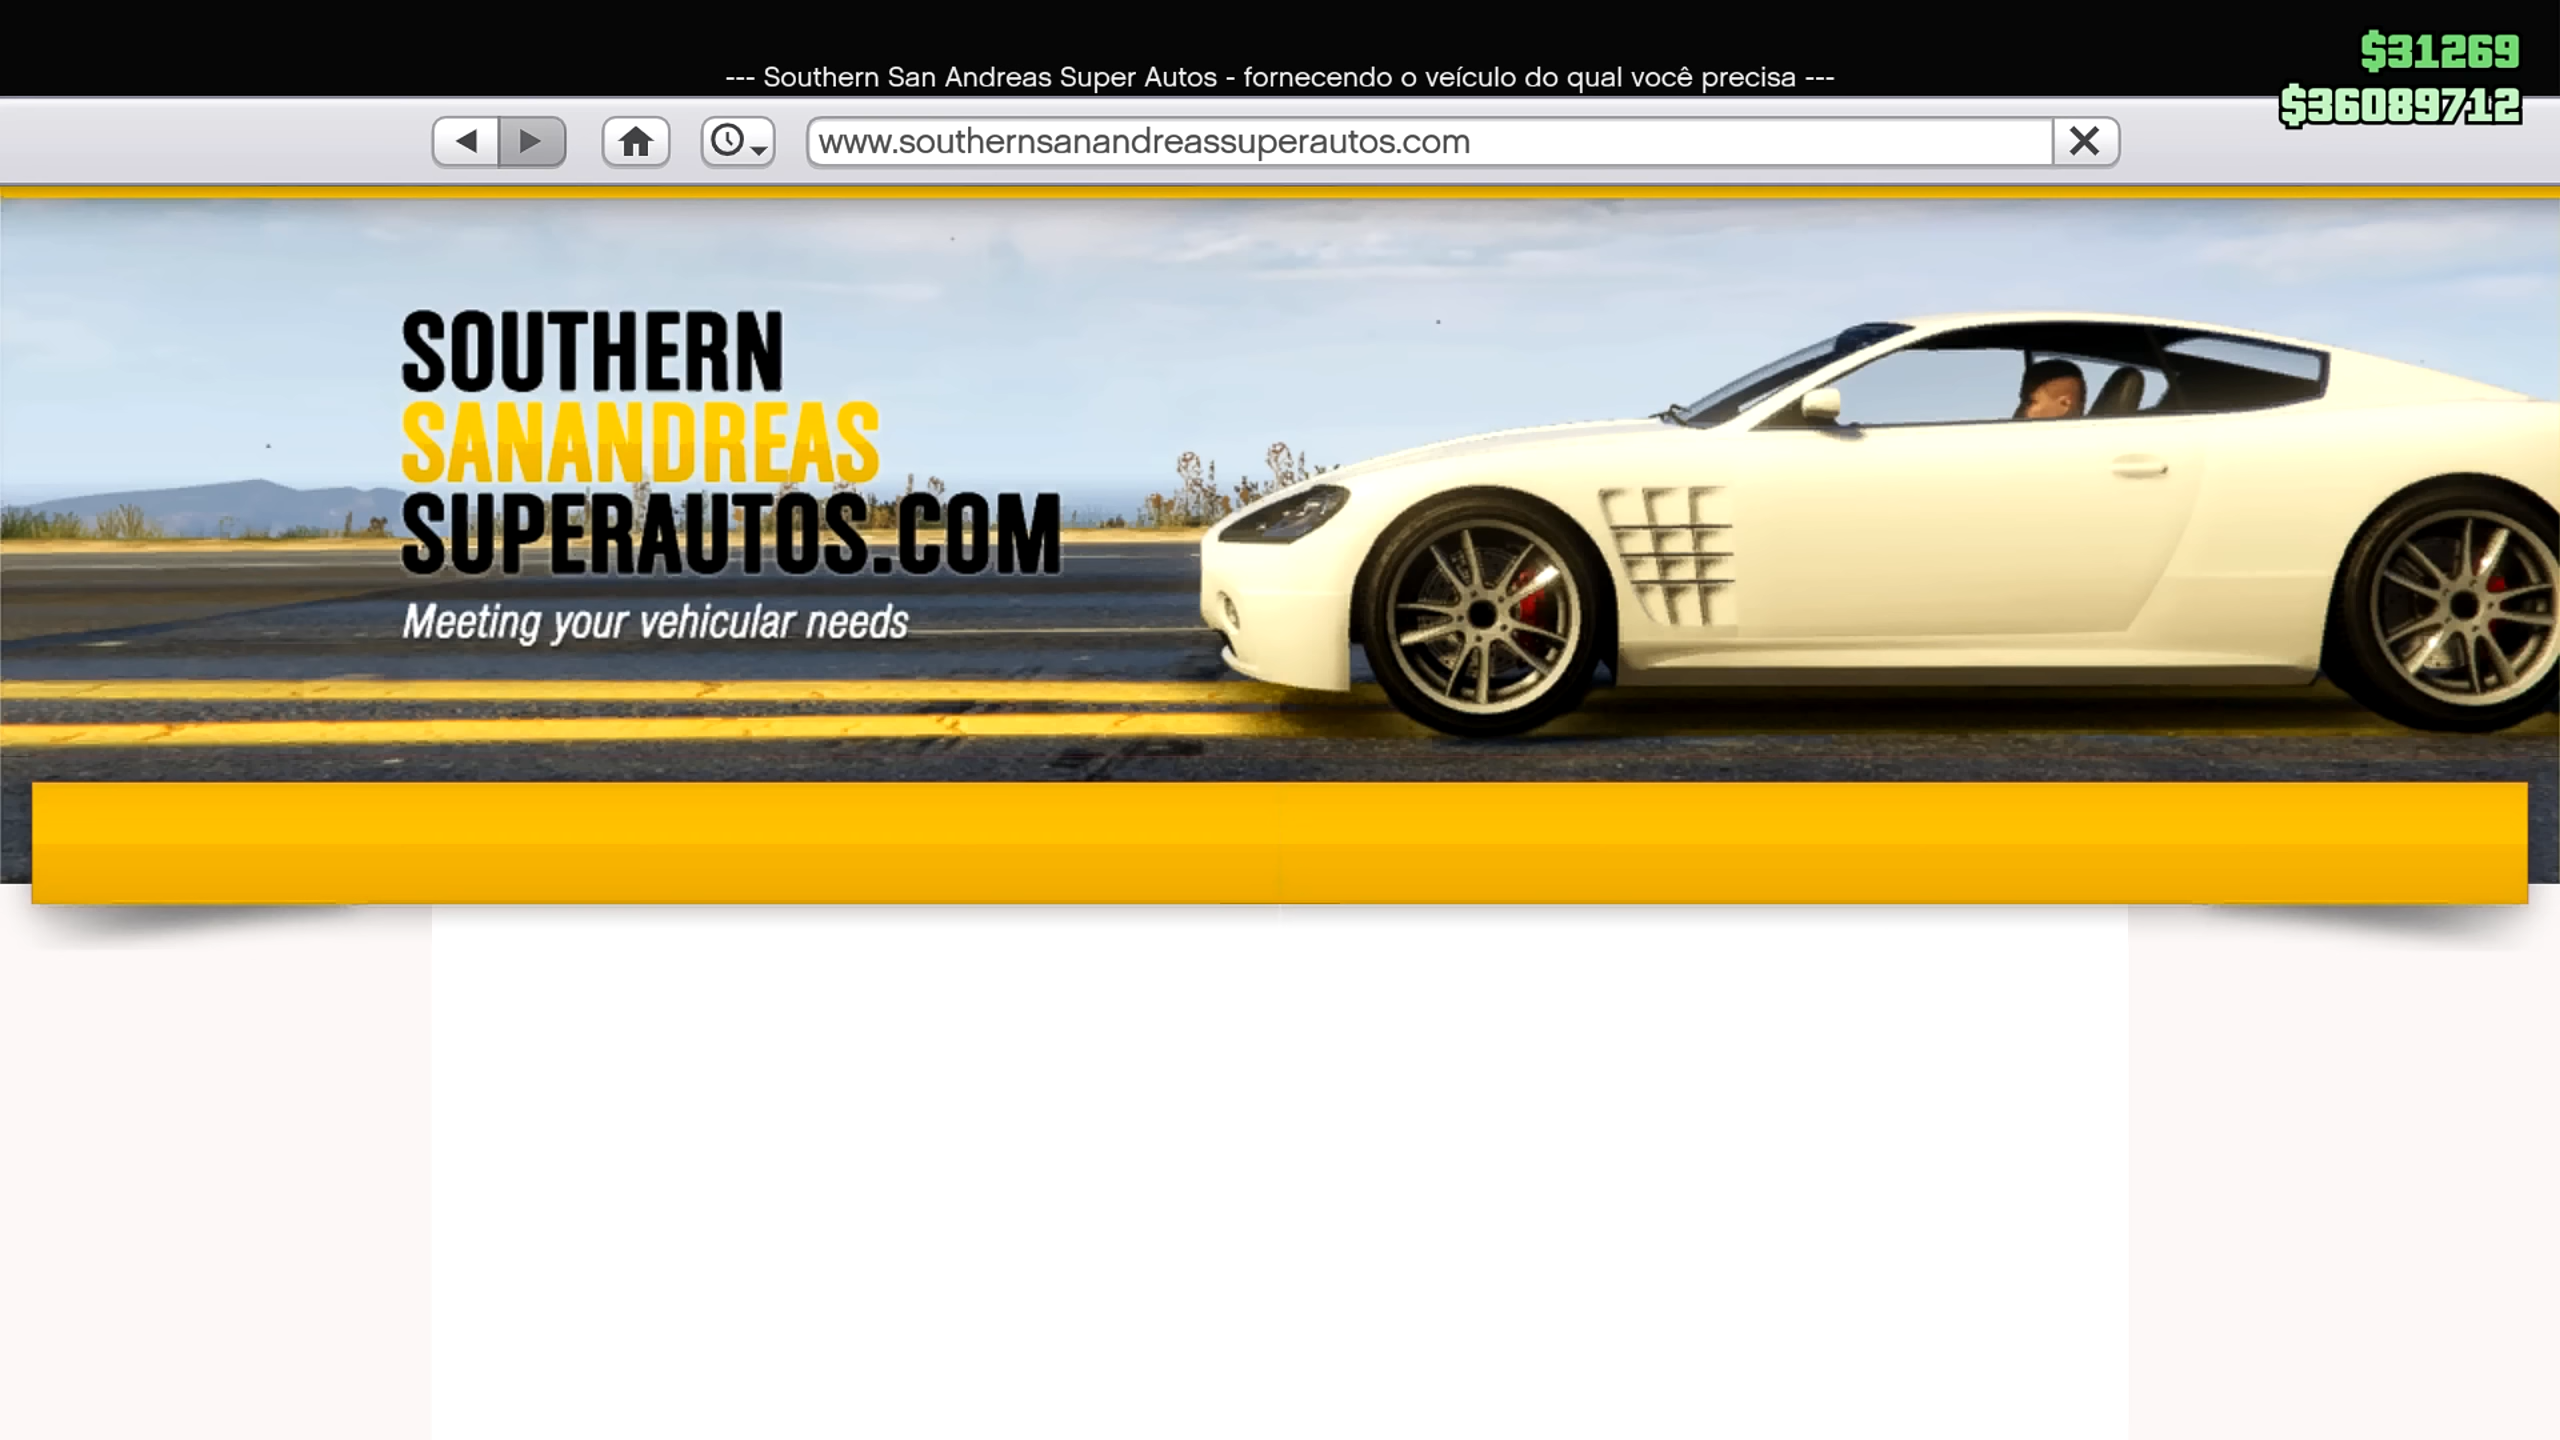 $31269
--- Southern San Andreas Super Autos - fornecendo o veículo do qual você precisa ---
$36089712
www.southernsanandreassuperautos.com
SOUTHERN
SANANDREAS
SUPERAUTOS.COM
Meeting your vehicular needs